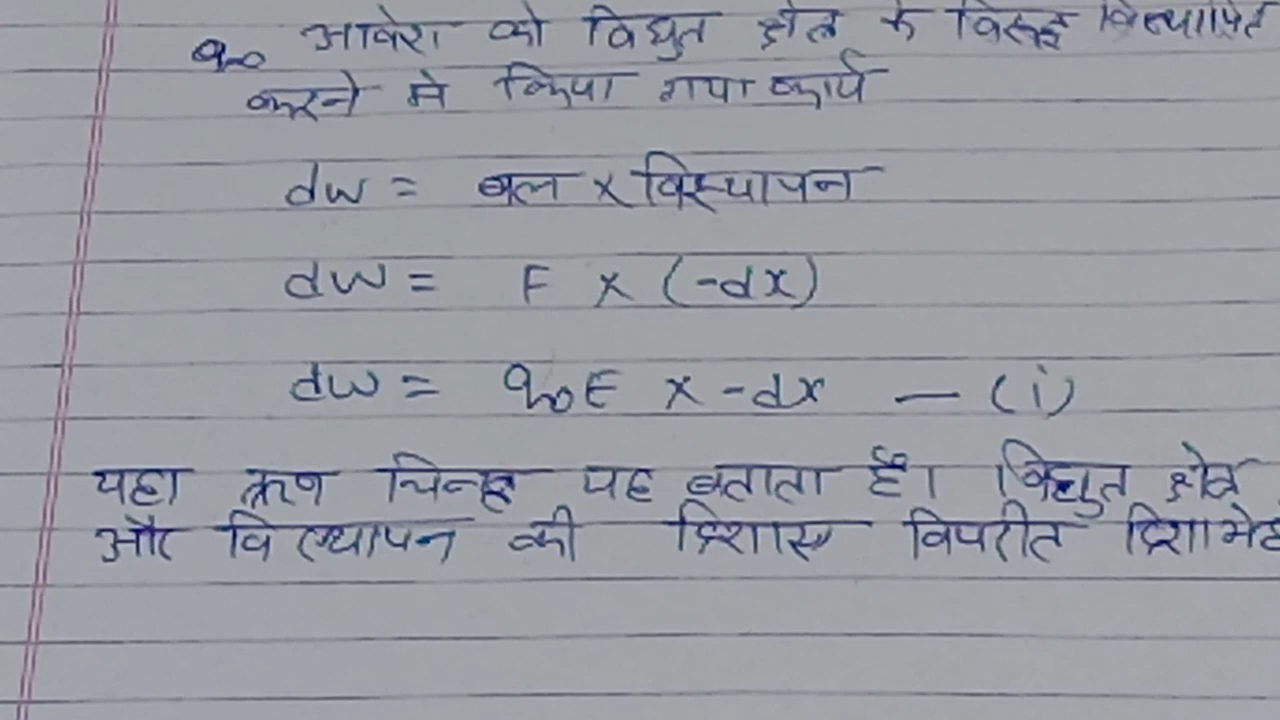 q₀ आवेश को विद्युत क्षेत्र के विरूद्ध विस्थापित
करने मे किया गया कार्य
dw = बल x विस्थापन
dw = F x (-dx)
dw = q₀E x -dx — (i)
यहा ऋण चिन्ह यह बताता है। विद्युत क्षेत्र
और विस्थापन की दिशाए विपरीत दिशा मे है